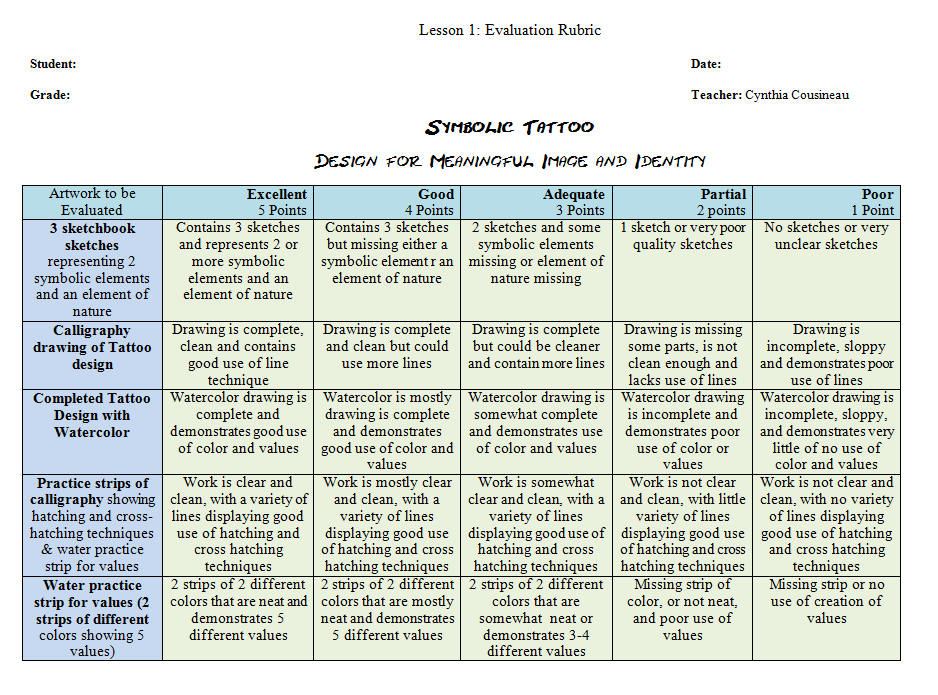 Lesson 1: Evaluation Rubric
Student:
Date:
Grade:
Teacher: Cynthia Cousineau
Symbolic Tattoo
Design for Meaningful Image and Identity
Artwork to be
Evaluated
Excellent
5 Points
Good
4 Points
Adequate
3 Points
Partial
2 points
Poor
1 Point
3 sketchbook
sketches
representing 2
symbolic elements
and an element of
nature
Contains 3 sketches
and represents 2 or
more symbolic
elements and an
element of nature
Contains 3 sketches
but missing either a
symbolic element r an
element of nature
2 sketches and some
symbolic elements
missing or element of
nature missing
1 sketch or very poor
quality sketches
No sketches or very
unclear sketches
Calligraphy
drawing of Tattoo
design
Drawing is complete,
clean and contains
good use of line
technique
Drawing is complete
and clean but could
use more lines
Drawing is complete
but could be cleaner
and contain more lines
Drawing is missing
some parts, is not
clean enough and
lacks use of lines
Drawing is
incomplete, sloppy
and demonstrates poor
use of lines
Completed Tattoo
Design with
Watercolor
Watercolor drawing is
complete and
demonstrates good use
of color and values
Watercolor is mostly
drawing is complete
and demonstrates
good use of color and
values
Watercolor drawing is
somewhat complete
and demonstrates use
of color and values
Watercolor drawing
is incomplete and
demonstrates poor
use of color or
values
Watercolor drawing is
incomplete, sloppy,
and demonstrates very
little of no use of
color and values
Practice strips of
calligraphy showing
hatching and cross-
hatching techniques
& water practice
strip for values
Work is clear and
clean, with a variety of
lines displaying good
use of hatching and
cross hatching
techniques
Work is mostly clear
and clean, with a
variety of lines
displaying good use
of hatching and cross
hatching techniques
Work is somewhat
clear and clean, with a
variety of lines
displaying good use of
hatching and cross
hatching techniques
Work is not clear
and clean, with little
variety of lines
displaying good use
of hatching and cross
hatching techniques
Work is not clear and
clean, with no variety
of lines displaying
good use of hatching
and cross hatching
techniques
Water practice
strip for values (2
strips of different
colors showing 5
values)
2 strips of 2 different
colors that are neat and
demonstrates 5
different values
2 strips of 2 different
colors that are mostly
neat and demonstrates
5 different values
2 strips of 2 different
colors that are
somewhat neat or
demonstrates 3-4
different values
Missing strip of
color, or not neat,
and poor use of
values
Missing strip or no
use of creation of
values